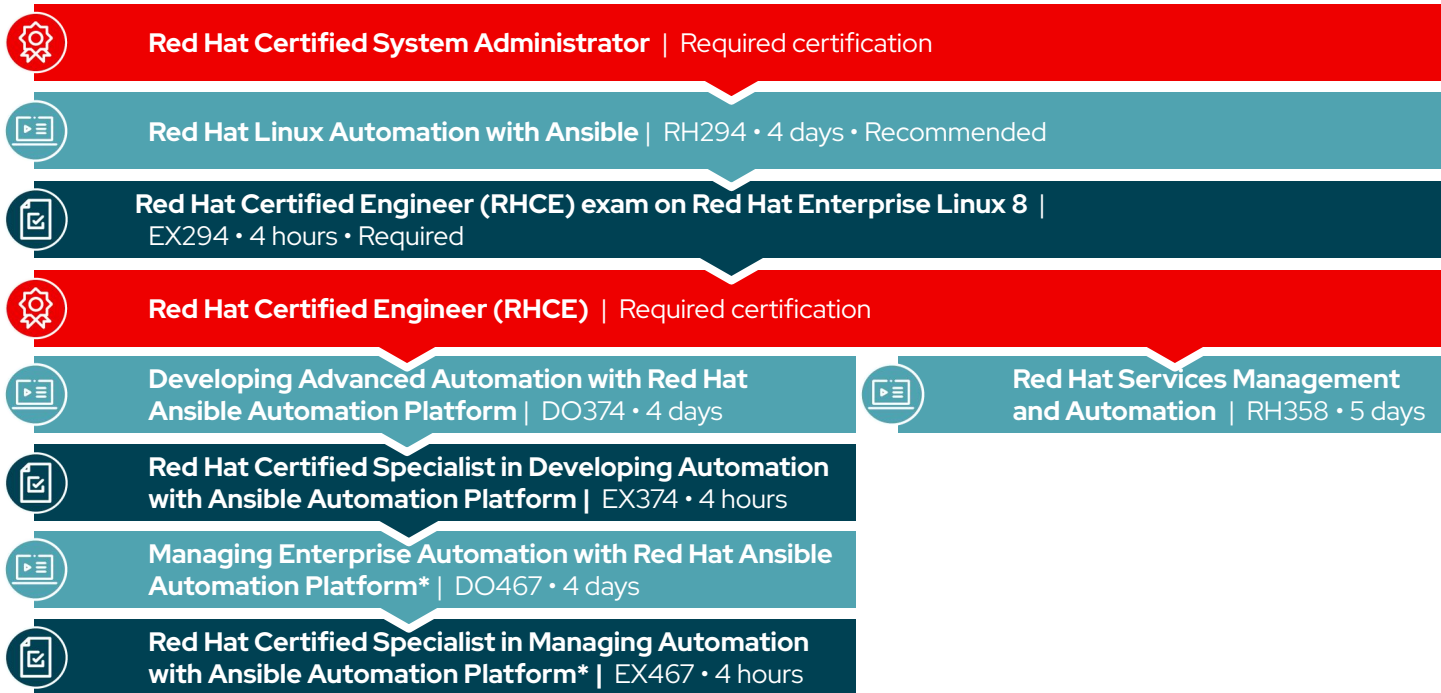 Red Hat Certified System Administrator | Required certification
Red Hat Linux Automation with Ansible | RH294 • 4 days • Recommended
Red Hat Certified Engineer (RHCE) exam on Red Hat Enterprise Linux 8 |
EX294 • 4 hours • Required
Red Hat Certified Engineer (RHCE) | Required certification
Developing Advanced Automation with Red Hat
Ansible Automation Platform | DO374 • 4 days
Red Hat Services Management
and Automation | RH358 • 5 days
Red Hat Certified Specialist in Developing Automation
with Ansible Automation Platform | EX374 • 4 hours
Managing Enterprise Automation with Red Hat Ansible
Automation Platform* | DO467 • 4 days
Red Hat Certified Specialist in Managing Automation
with Ansible Automation Platform* | EX467 • 4 hours